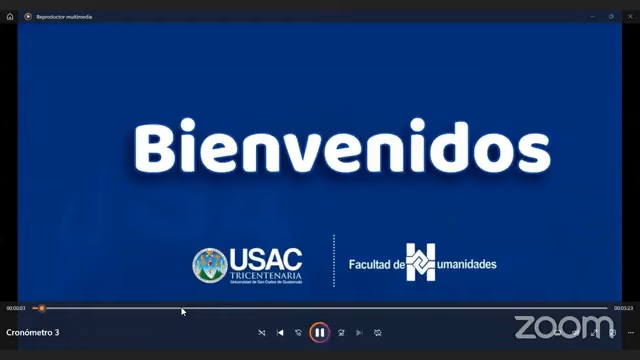 Reproductor multimedia
Bienvenidos
USAC
TRICENTENARIA
Universidad de San Carlos de Guatemala
Facultad de Humanidades
00:00:03
00:05:23
Cronómetro 3
zoom